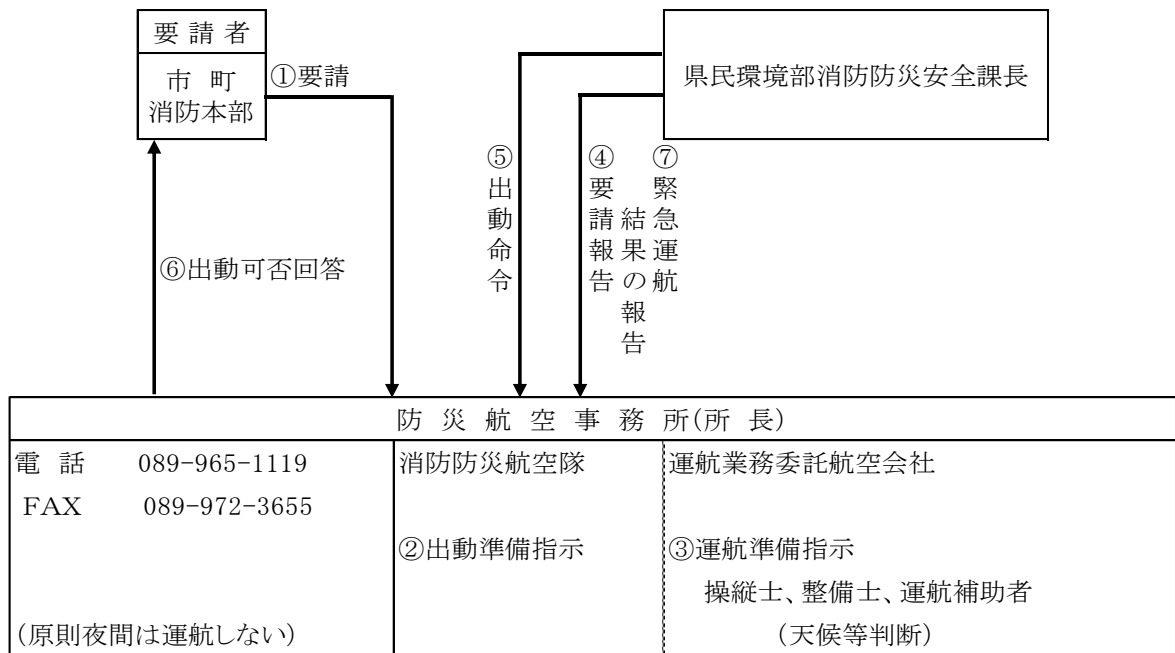 要請者
市町
消防本部
①要請
県民環境部消防防災安全課長
⑤出動命令
④要請報告
⑦緊急運航
結果の報告
⑥出動可否回答
防災航空事務所(所長)
電話 089-965-1119
FAX 089-972-3655
(原則夜間は運航しない)
消防防災航空隊
②出動準備指示
運航業務委託航空会社
③運航準備指示
操縦士、整備士、運航補助者
(天候等判断)